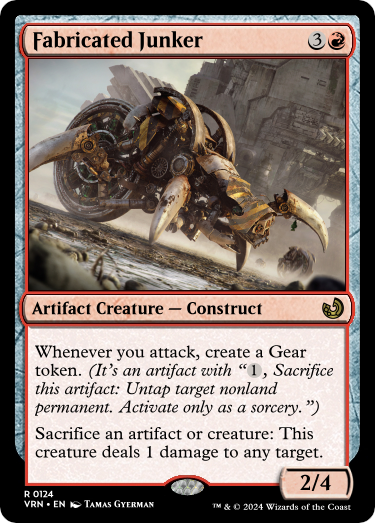 Fabricated Junker 3
Artifact Creature — Construct
Whenever you attack, create a Gear
token. (It's an artifact with “1, Sacrifice
this artifact: Untap target nonland
permanent. Activate only as a sorcery.”)
Sacrifice an artifact or creature: This
creature deals 1 damage to any target.
2/4
R 0124
VRN • EN TAMAS GYERMAN
™ & © 2024 Wizards of the Coast